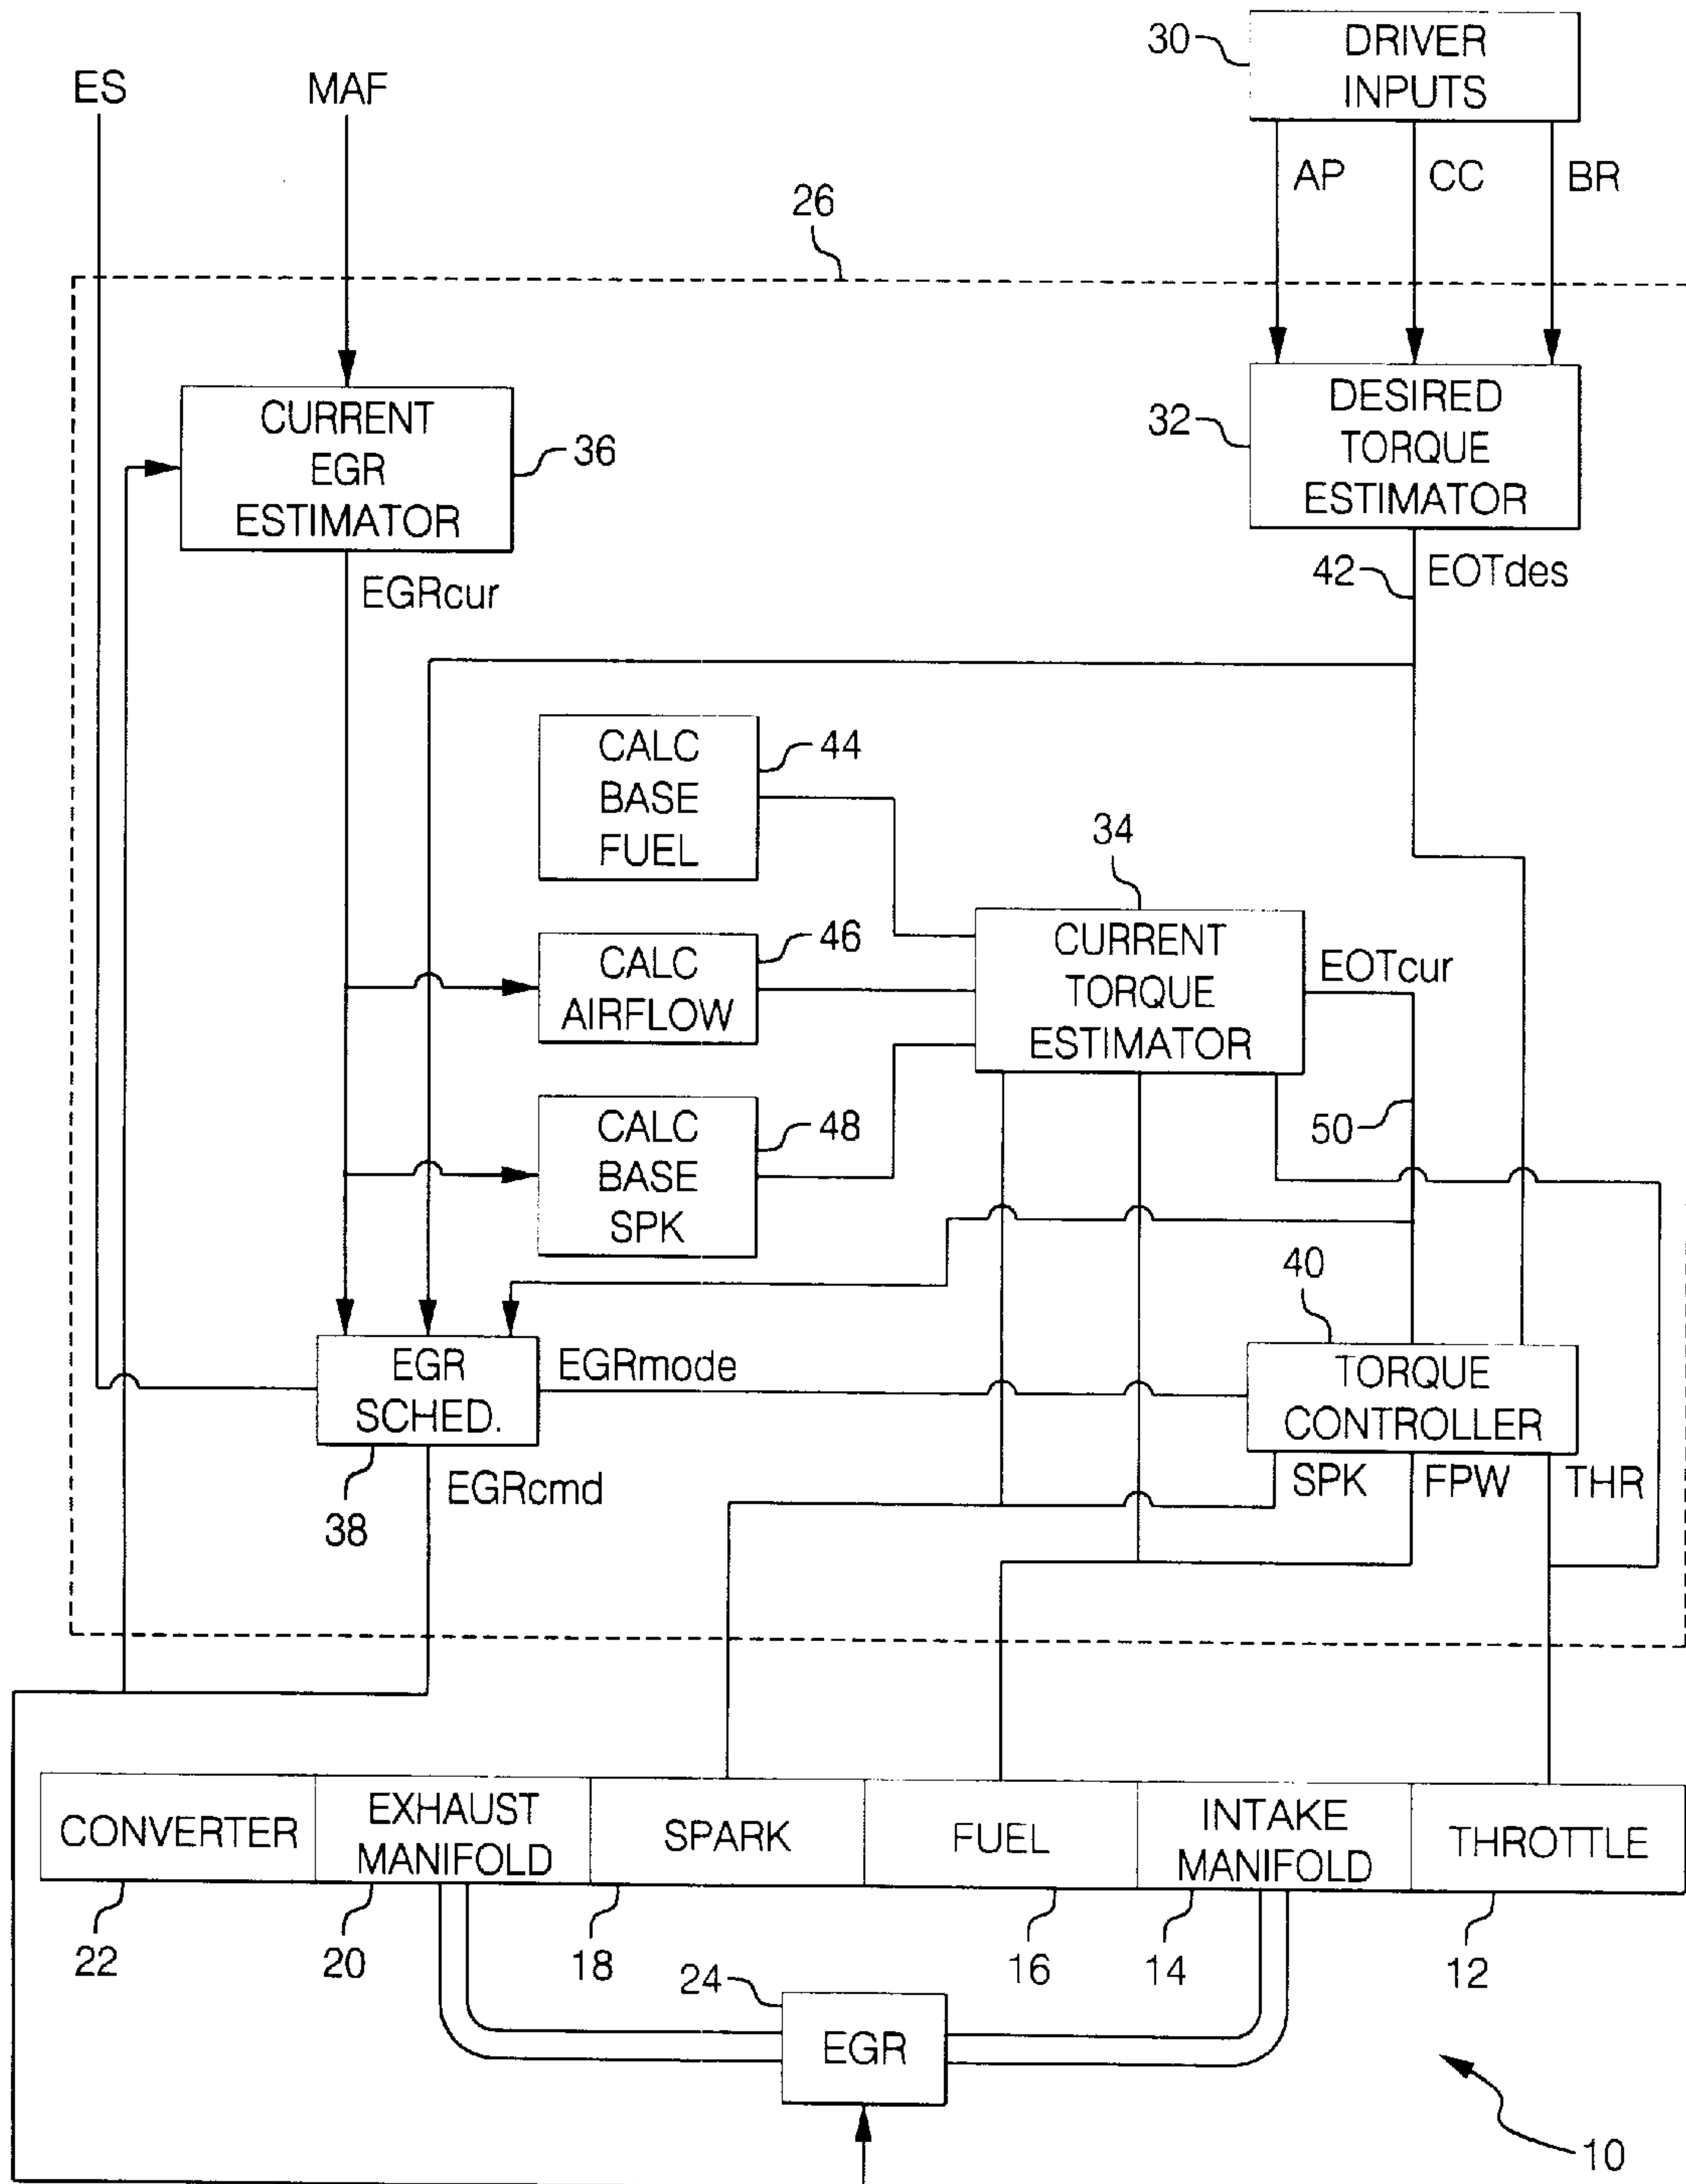 30
DRIVER
INPUTS
ES
MAF
AP
CC
BR
26
CURRENT
EGR
ESTIMATOR
36
32
DESIRED
TORQUE
ESTIMATOR
EGRcur
42
EOTdes
CALC
BASE
FUEL
44
34
CALC
AIRFLOW
46
CURRENT
TORQUE
ESTIMATOR
EOTcur
CALC
BASE
SPK
48
50
40
EGR
SCHED.
EGRmode
TORQUE
CONTROLLER
38
EGRcmd
SPK
FPW
THR
CONVERTER
EXHAUST
MANIFOLD
SPARK
FUEL
INTAKE
MANIFOLD
THROTTLE
22
20
18
16
14
12
24
EGR
10